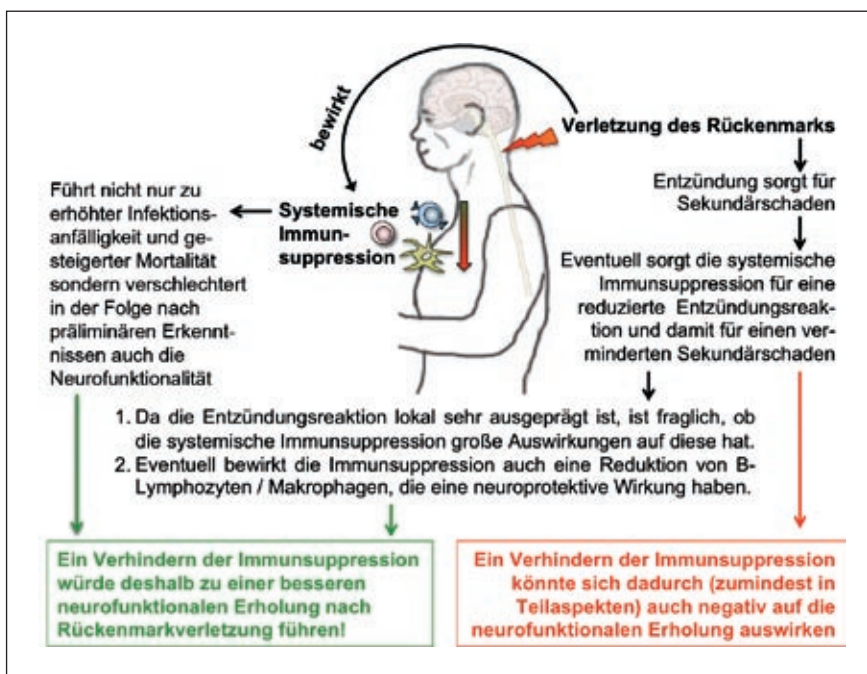 bewirkt
Verletzung des Rückenmarks
Entzündung sorgt für
Sekundärschaden
Eventuell sorgt die systemische
Immunsuppression für eine
reduzierte Entzündungsreak-
tion und damit für einen ver-
minderten Sekundärschaden
Systemische
Immun-
suppression
Führt nicht nur zu
erhöhter Infektions-
anfälligkeit und ge-
steigerter Mortalität
sondern verschlechtert
in der Folge nach
präliminären Erkennt-
nissen auch die
Neurofunktionalität
1. Da die Entzündungsreaktion lokal sehr ausgeprägt ist, ist fraglich, ob
die systemische Immunsuppression große Auswirkungen auf diese hat.
2. Eventuell bewirkt die Immunsuppression auch eine Reduktion von B-
Lymphozyten / Makrophagen, die eine neuroprotektive Wirkung haben.
Ein Verhindern der Immunsuppression
würde deshalb zu einer besseren
neurofunktionalen Erholung nach
Rückenmarkverletzung führen!
Ein Verhindern der Immunsuppression
könnte sich dadurch (zumindest in
Teilaspekten) auch negativ auf die
neurofunktionalen Erholung auswirken